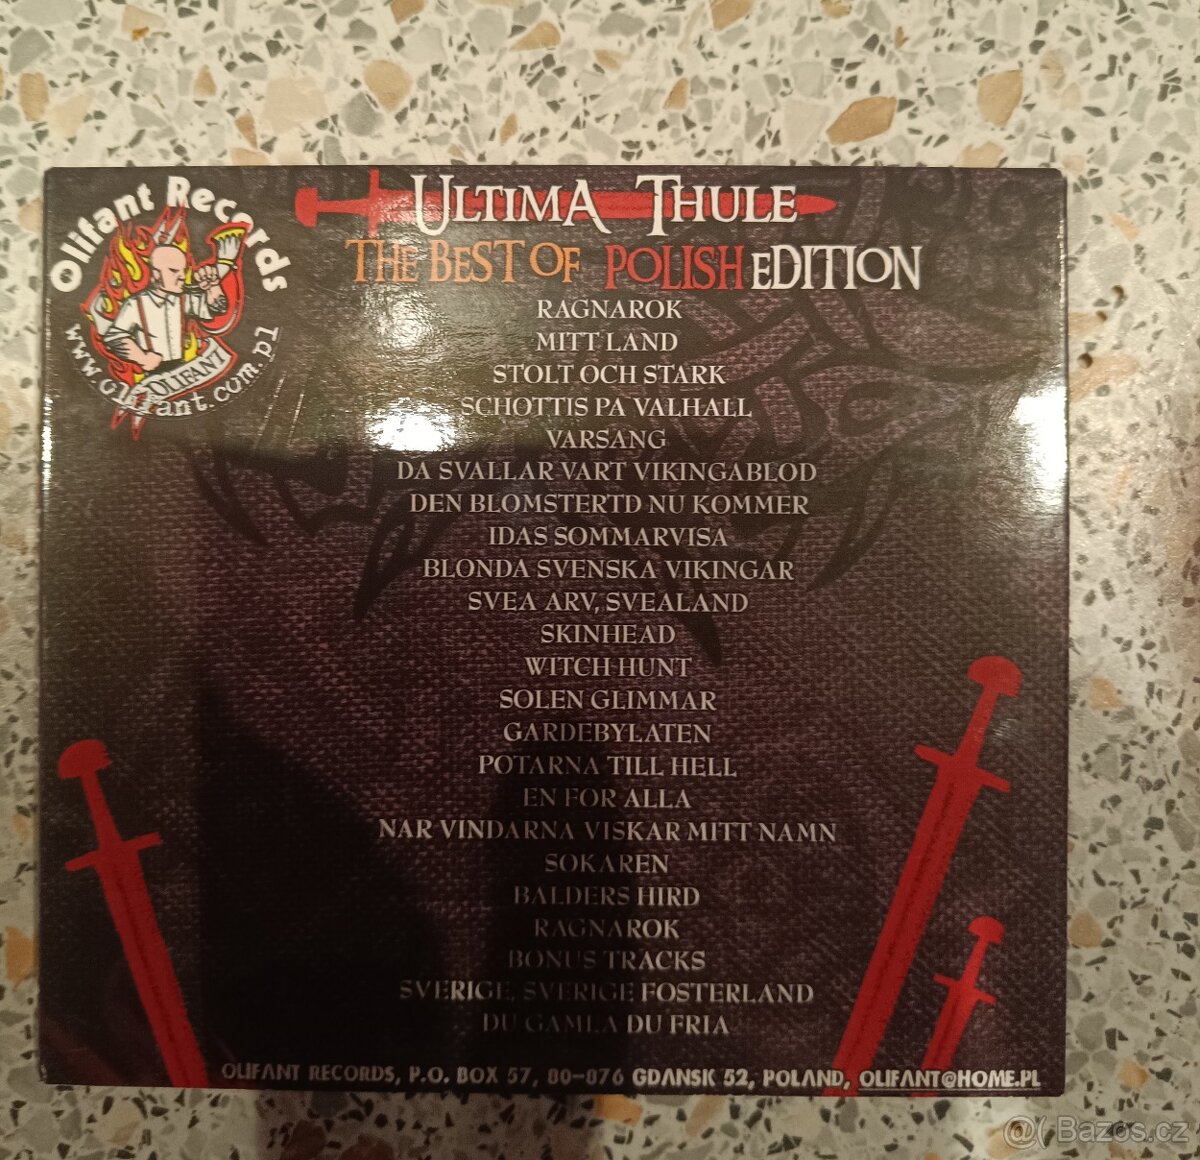 Olifant Records
OLIFANT
www.olifant.com.pl
ULTIMA THULE
THE BEST OF POLISH EDITION
RAGNAROK
MITT LAND
STOLT OCH STARK
SCHOTTIS PA VALHALL
VARSANG
DA SVALLAR VART VIKINGABLOD
DEN BLOMSTERTD NU KOMMER
IDAS SOMMARVISA
BLONDA SVENSKA VIKINGAR
SVEA ARV, SVEALAND
SKINHEAD
WITCH HUNT
SOLEN GLIMMAR
GARDEBYLATEN
POTARNA TILL HELL
EN FOR ALLA
NAR VINDARNA VISKAR MITT NAMN
SOKAREN
BALDERS HIRD
RAGNAROK
BONUS TRACKS
SVERIGE, SVERIGE FOSTERLAND
DU GAMLA DU FRIA
OLIFANT RECORDS, P.O. BOX 57, 80-876 GDANSK 52, POLAND, OLIFANT@HOME.PL
@( Bazos.cz